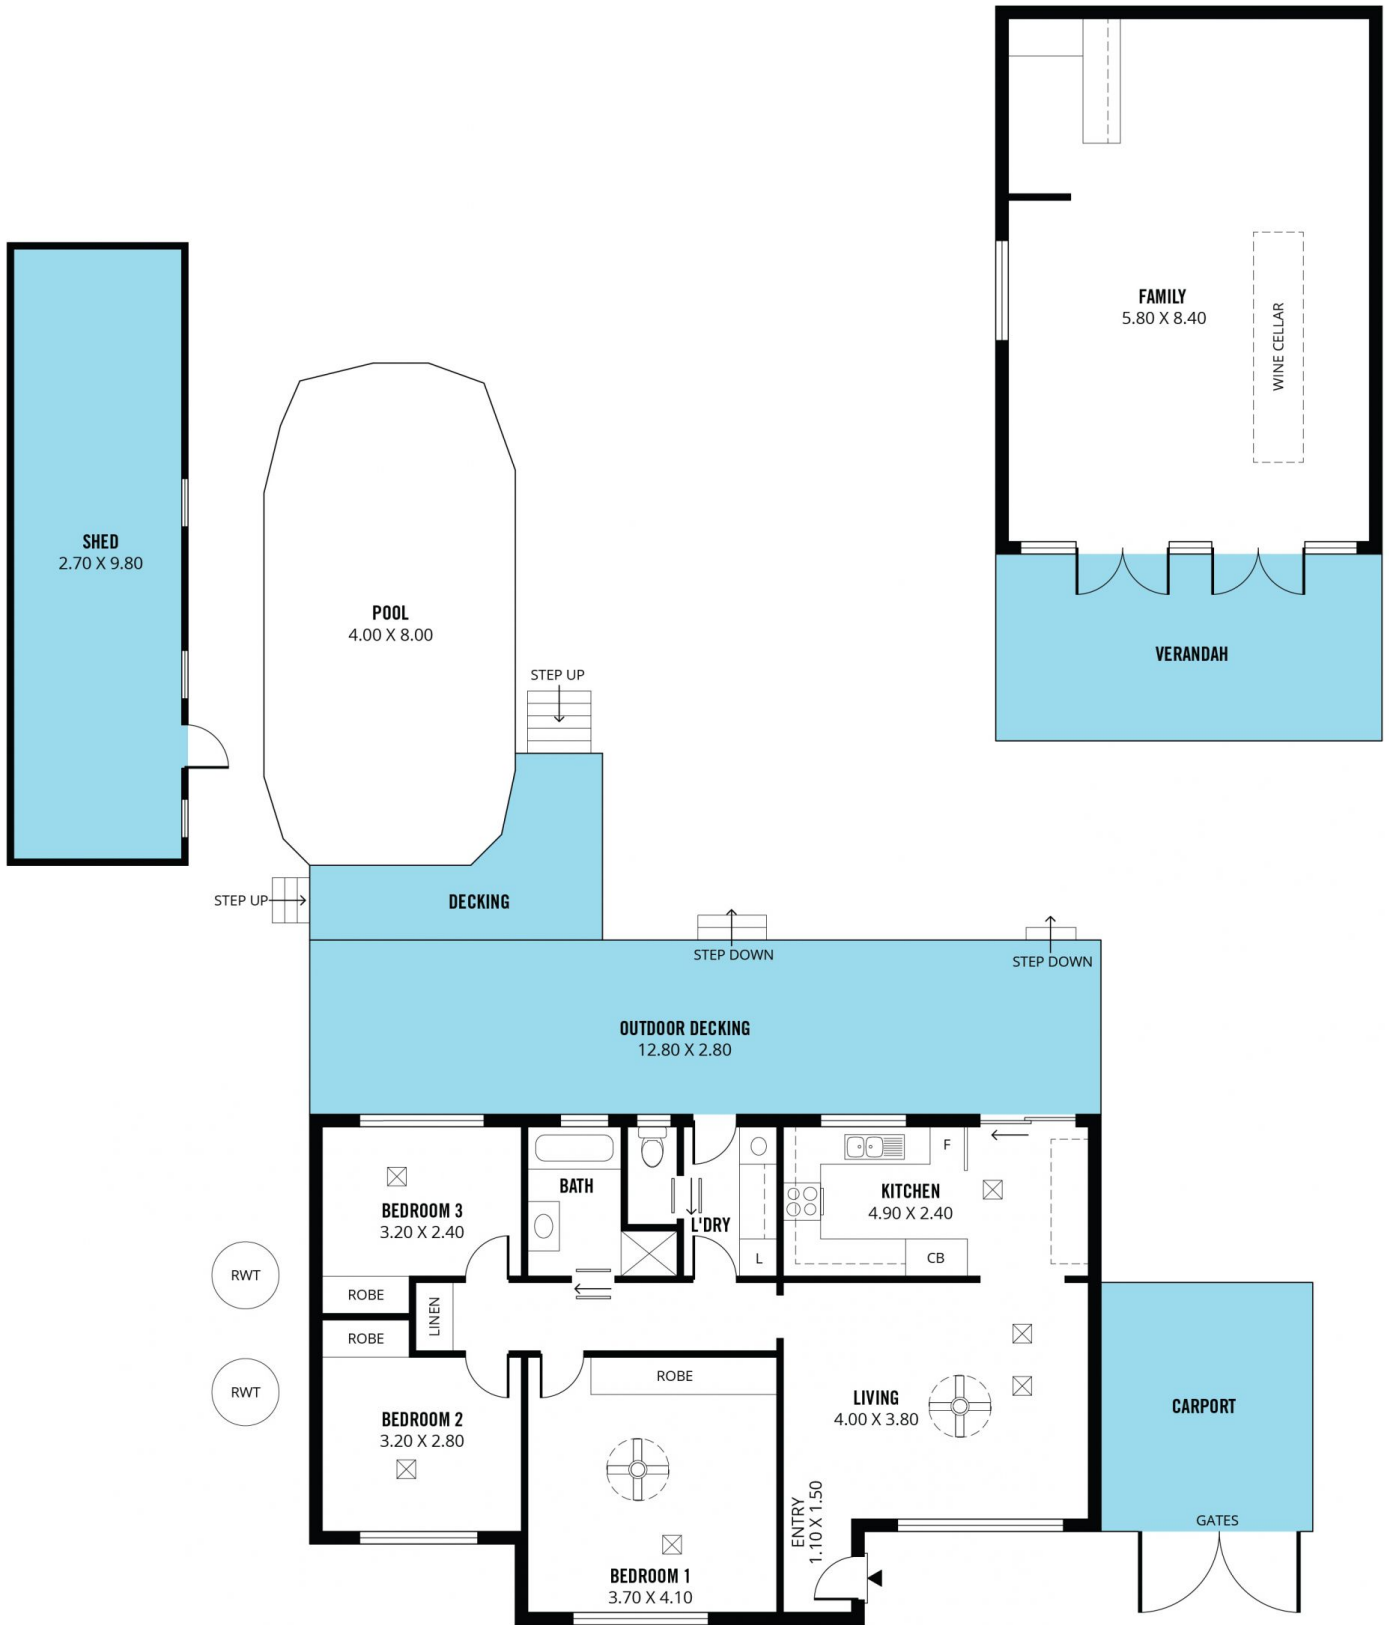 FAMILY
5.80 X 8.40
WINE CELLAR
SHED
2.70 X 9.80
POOL
4.00 X 8.00
VERANDAH
STEP UP
STEP UP
DECKING
STEP DOWN
STEP DOWN
OUTDOOR DECKING
12.80 X 2.80
BEDROOM 3
3.20 X 2.40
BATH
L'DRY
L
F
KITCHEN
4.90 X 2.40
CB
RWT
ROBE
LINEN
ROBE
RWT
ROBE
BEDROOM 2
3.20 X 2.80
LIVING
4.00 X 3.80
CARPORT
ENTRY
1.10 X 1.50
GATES
BEDROOM 1
3.70 X 4.10